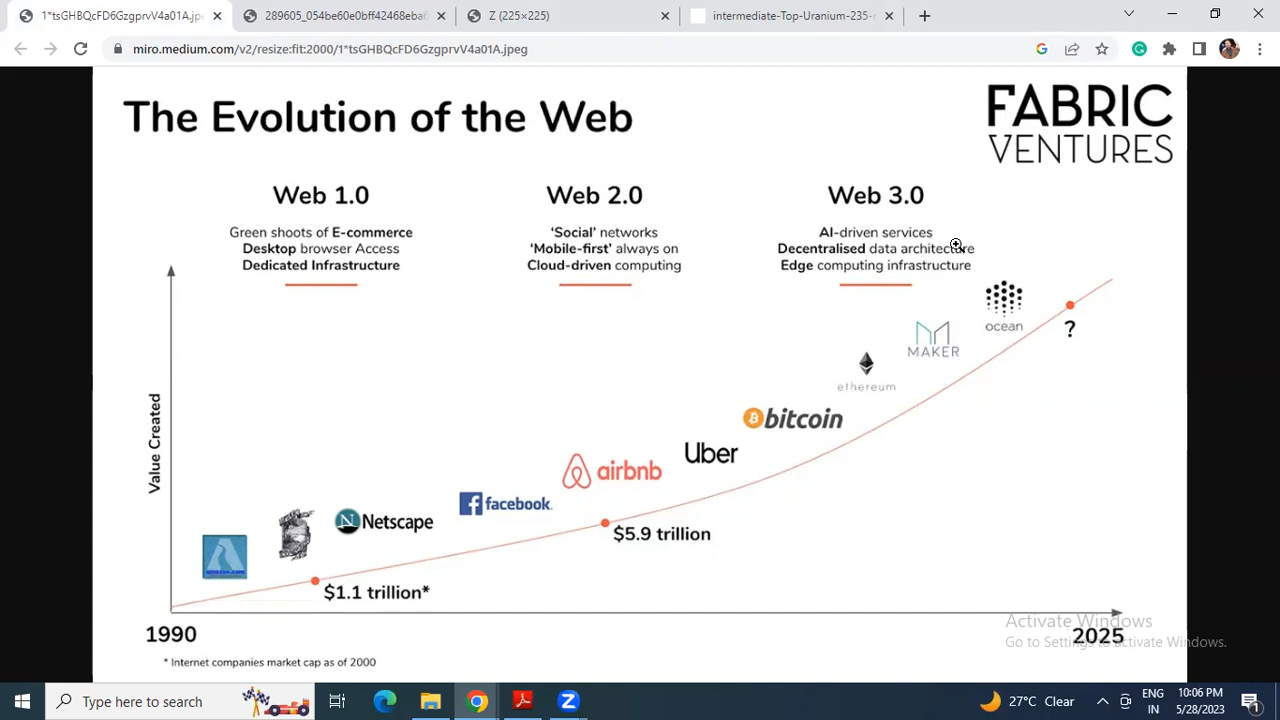 1*tsGHBQcFD6GzgprvV4a01A.jpeg
289605_054be60e0bff42468eba6
Z (225×225)
intermediate-Top-Uranium-235-
miro.medium.com/v2/resize:fit:2000/1*tsGHBQcFD6GzgprvV4a01A.jpeg
The Evolution of the Web
FABRIC
VENTURES
Web 1.0
Green shoots of E-commerce
Desktop browser Access
Dedicated Infrastructure
Web 2.0
‘Social’ networks
‘Mobile-first’ always on
Cloud-driven computing
Web 3.0
AI-driven services
Decentralised data architecture
Edge computing infrastructure
ocean
?
MAKER
ethereum
bitcoin
Uber
airbnb
facebook.
Netscape
Value Created
$5.9 trillion
$1.1 trillion*
1990
2025
* Internet companies market cap as of 2000
Activate Windows
Go to Settings to activate Windows.
Type here to search
27°C Clear
ENG
IN
10:06 PM
5/28/2023
1